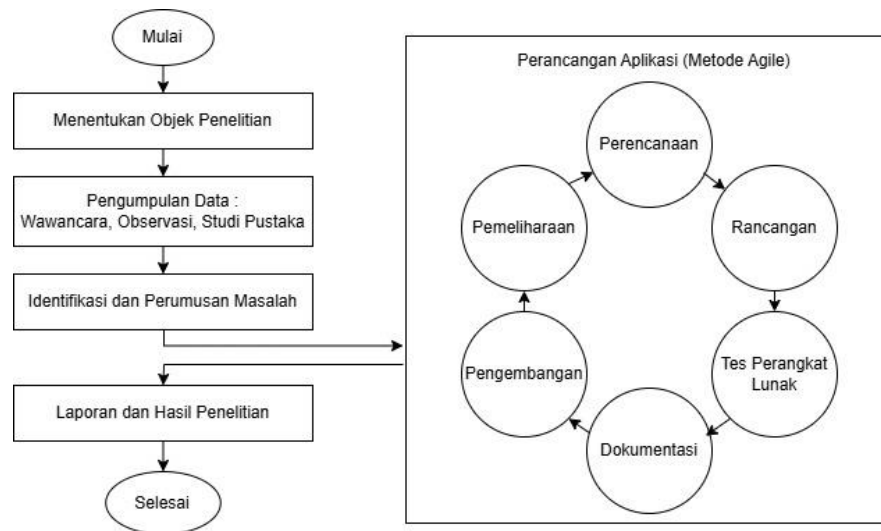 Mulai
Menentukan Objek Penelitian
Pengumpulan Data :
Wawancara, Observasi, Studi Pustaka
Identifikasi dan Perumusan Masalah
Laporan dan Hasil Penelitian
Selesai
Perancangan Aplikasi (Metode Agile)
Perencanaan
Rancangan
Tes Perangkat
Lunak
Dokumentasi
Pengembangan
Pemeliharaan